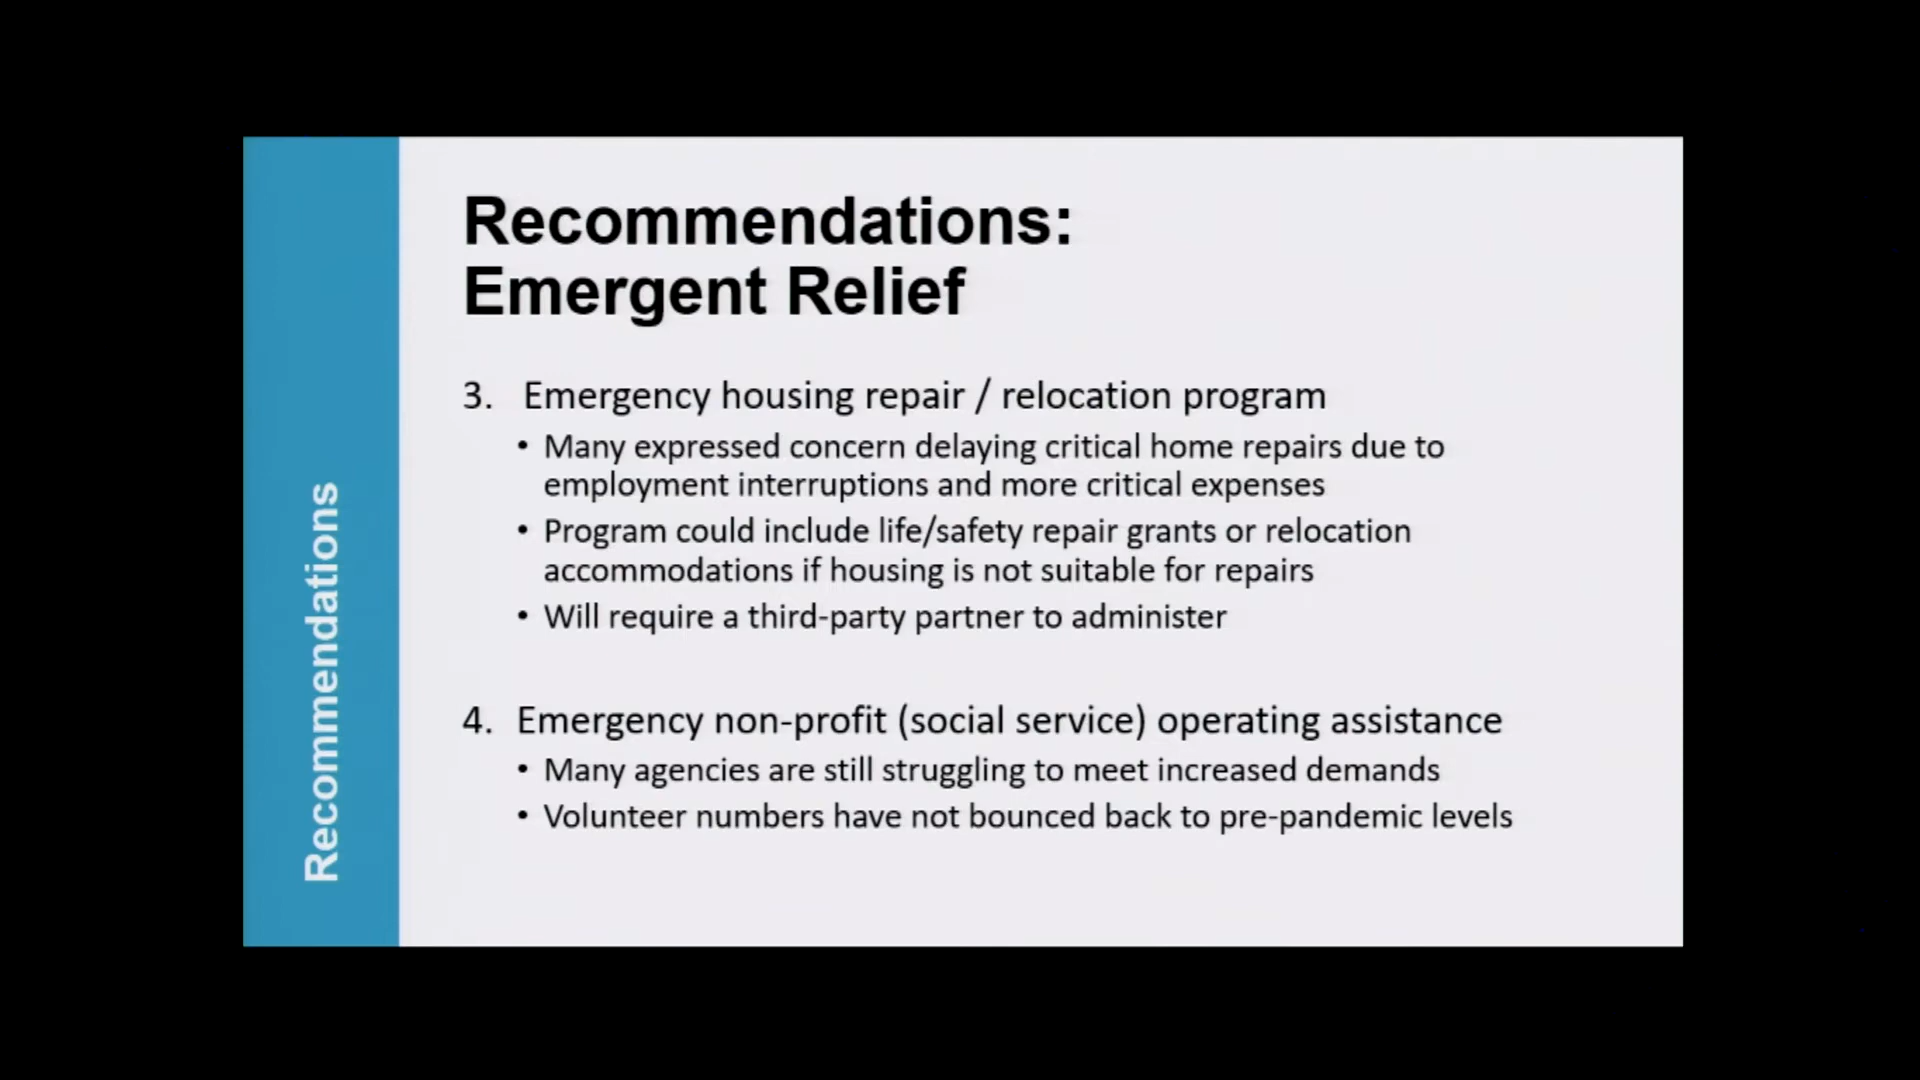 Recommendations:
Emergent Relief
3. Emergency housing repair / relocation program
• Many expressed concern delaying critical home repairs due to
employment interruptions and more critical expenses
• Program could include life/safety repair grants or relocation
accommodations if housing is not suitable for repairs
• Will require a third-party partner to administer
4. Emergency non-profit (social service) operating assistance
• Many agencies are still struggling to meet increased demands
• Volunteer numbers have not bounced back to pre-pandemic levels
Recommendations